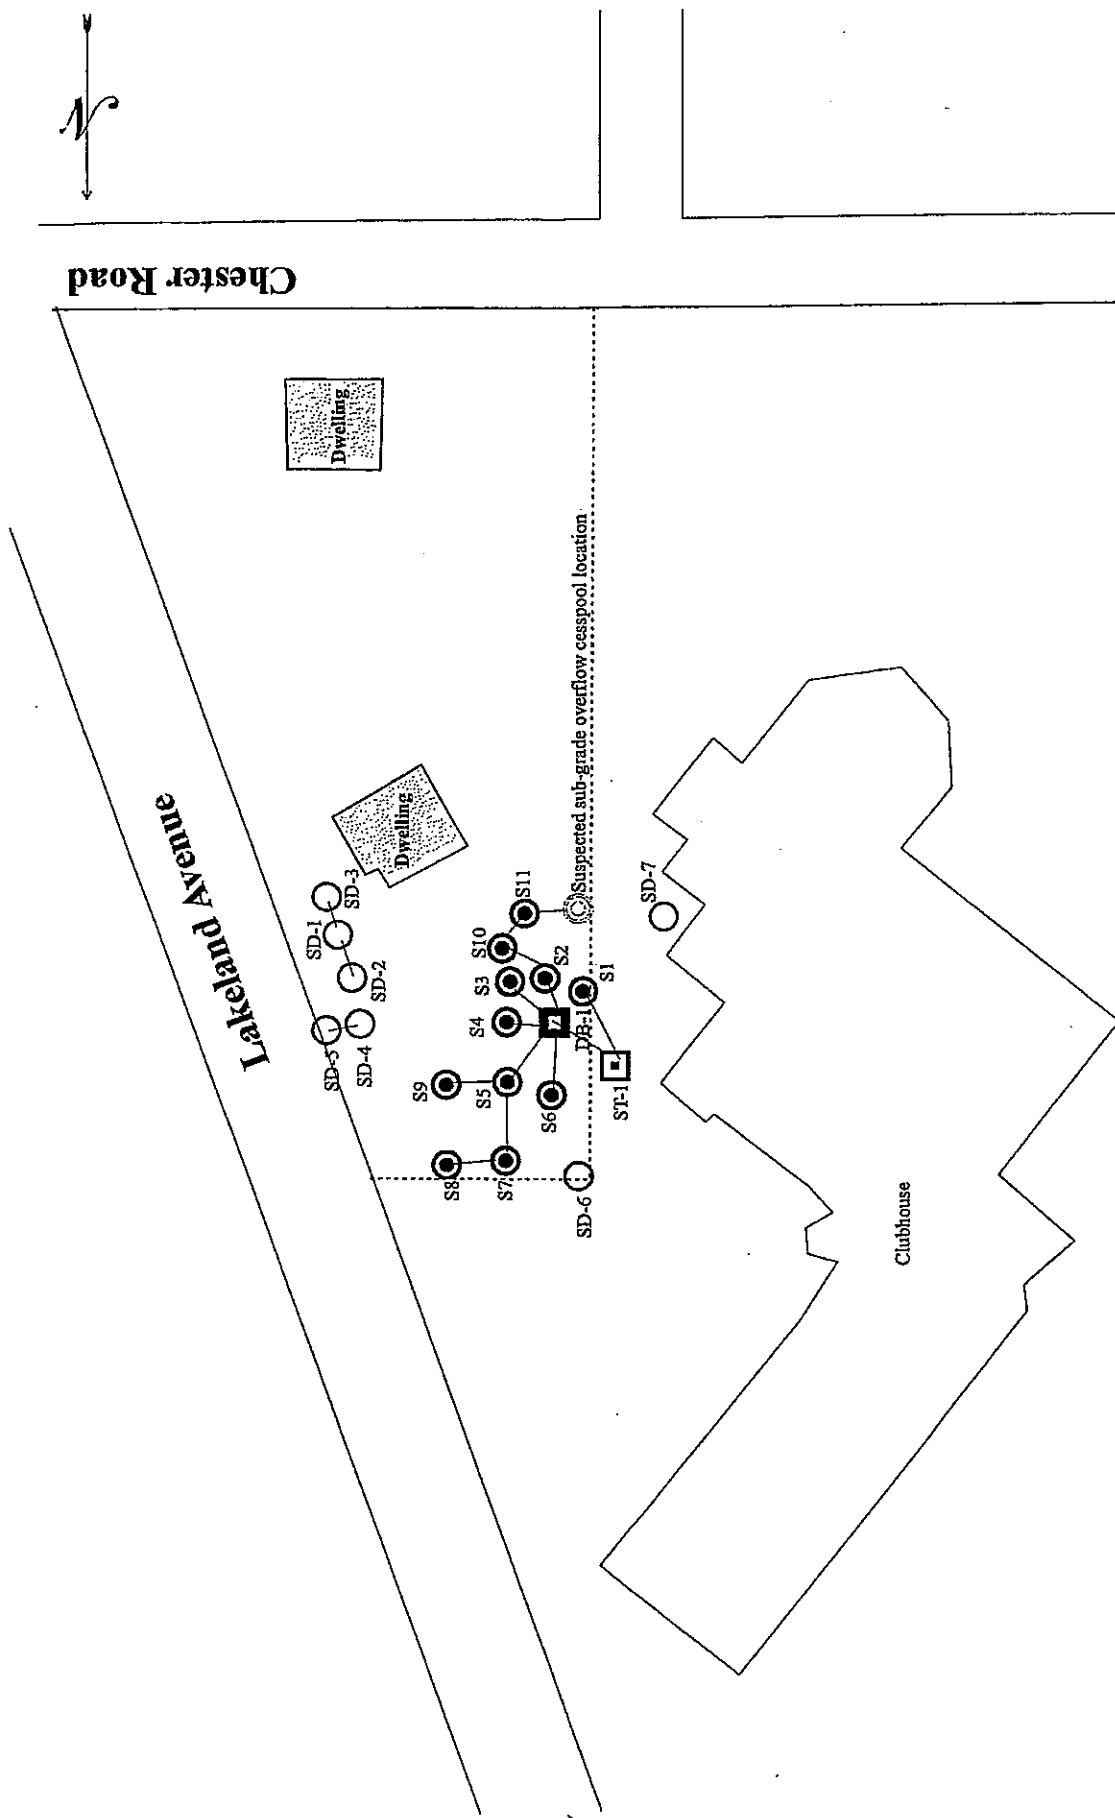 N
Chester Road
Dwelling
Lakeland Avenue
Dwelling
Suspected sub-grade overflow cesspool location
SD-3
SD-1
SD-2
SD-5
SD-4
S11
S10
S2
S3
S1
S4
DB-1
S9
S5
S6
ST-1
S8
S7
SD-6
SD-7
Clubhouse